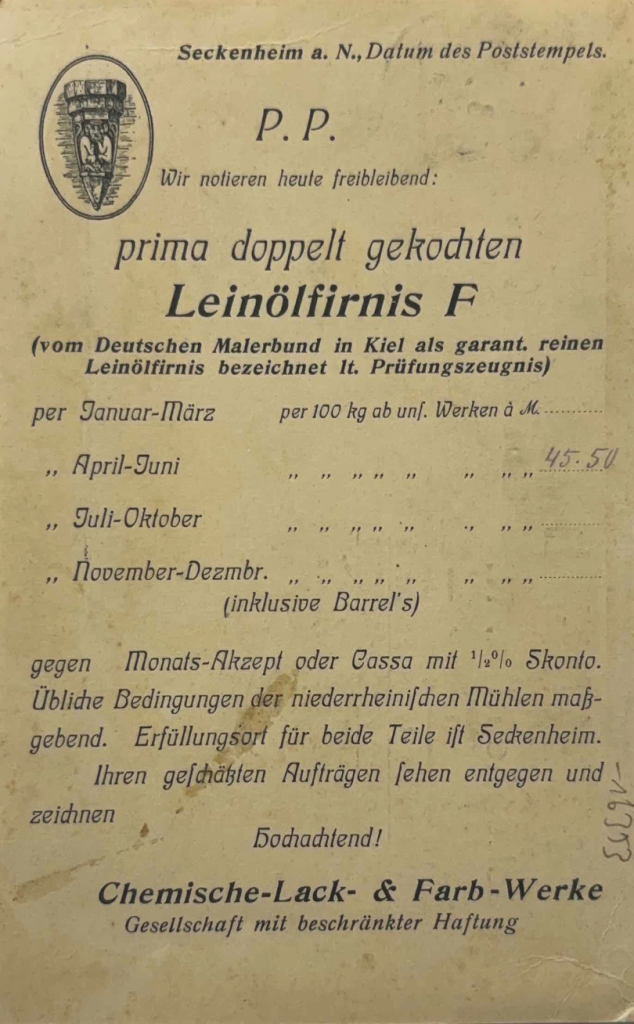 Seckenheim a. N., Datum des Poststempels.
P. P.
Wir notieren heute freibleibend:
prima doppelt gekochten
Leinölfirnis F
(vom Deutschen Malerbund in Kiel als garant. reinen
Leinölfirnis bezeichnet lt. Prüfungszeugnis)
per Januar-März per 100 kg ab unſ. Werken à M. ............
„ April-Juni „ „ „ „ „ „ „ „ 45.50
„ Juli-Oktober „ „ „ „ „ „ „ „ ............
„ November-Dezmbr. „ „ „ „ „ „ „ „ ............
(inklusive Barrel's)
gegen Monats-Akzept oder Cassa mit ½% Skonto.
Übliche Bedingungen der niederrheiniſchen Mühlen maß-
gebend. Erfüllungsort für beide Teile iſt Seckenheim.
Ihren geſchätzten Aufträgen ſehen entgegen und
zeichnen
Hochachtend!
Chemische-Lack- & Farb-Werke
Gesellschaft mit beschränkter Haftung